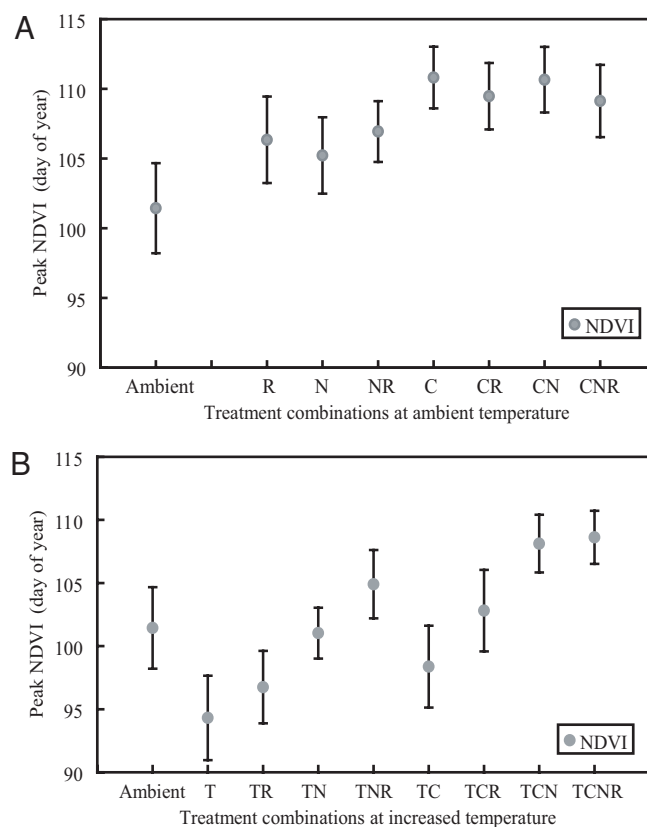 A
115
110
105
100
95
90
Peak NDVI (day of year)
NDVI
Ambient R N NR C CR CN CNR
Treatment combinations at ambient temperature
B
115
110
105
100
95
90
Peak NDVI (day of year)
NDVI
Ambient T TR TN TNR TC TCR TCN TCNR
Treatment combinations at increased temperature